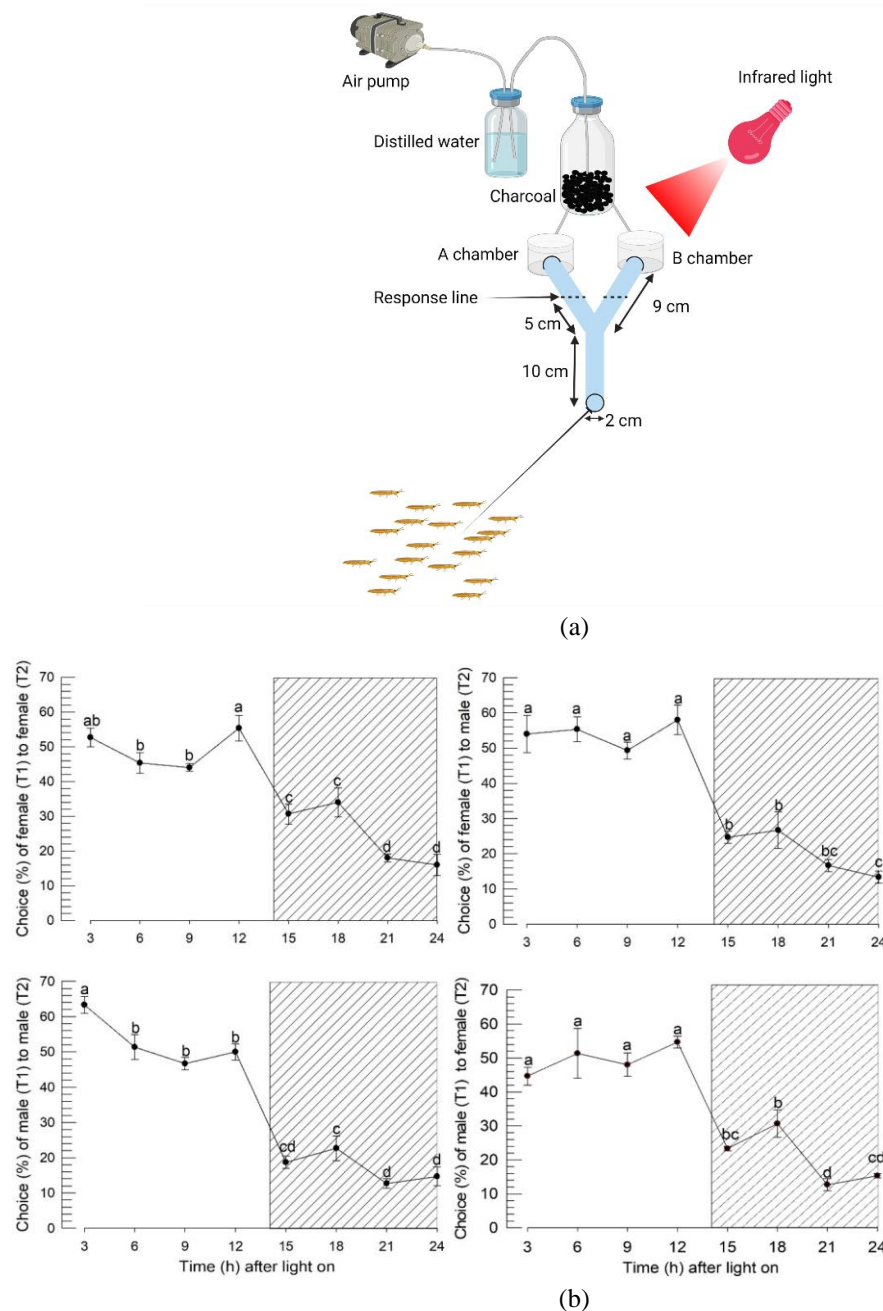 Air pump
Infrared light
Distilled water
Charcoal
A chamber
B chamber
Response line
9 cm
5 cm
10 cm
2 cm
(a)
Choice (%) of female (T1) to female (T2)
70
60
50
40
30
20
10
0
ab
b
b
a
c
c
d
d
3 6 9 12 15 18 21 24
Choice (%) of female (T1) to male (T2)
70
60
50
40
30
20
10
0
a
a
a
a
b
b
bc
c
3 6 9 12 15 18 21 24
Choice (%) of male (T1) to male (T2)
70
60
50
40
30
20
10
0
a
b
b
b
cd
c
d
d
3 6 9 12 15 18 21 24
Time (h) after light on
Choice (%) of male (T1) to female (T2)
70
60
50
40
30
20
10
0
a
a
a
a
bc
b
d
cd
3 6 9 12 15 18 21 24
Time (h) after light on
(b)